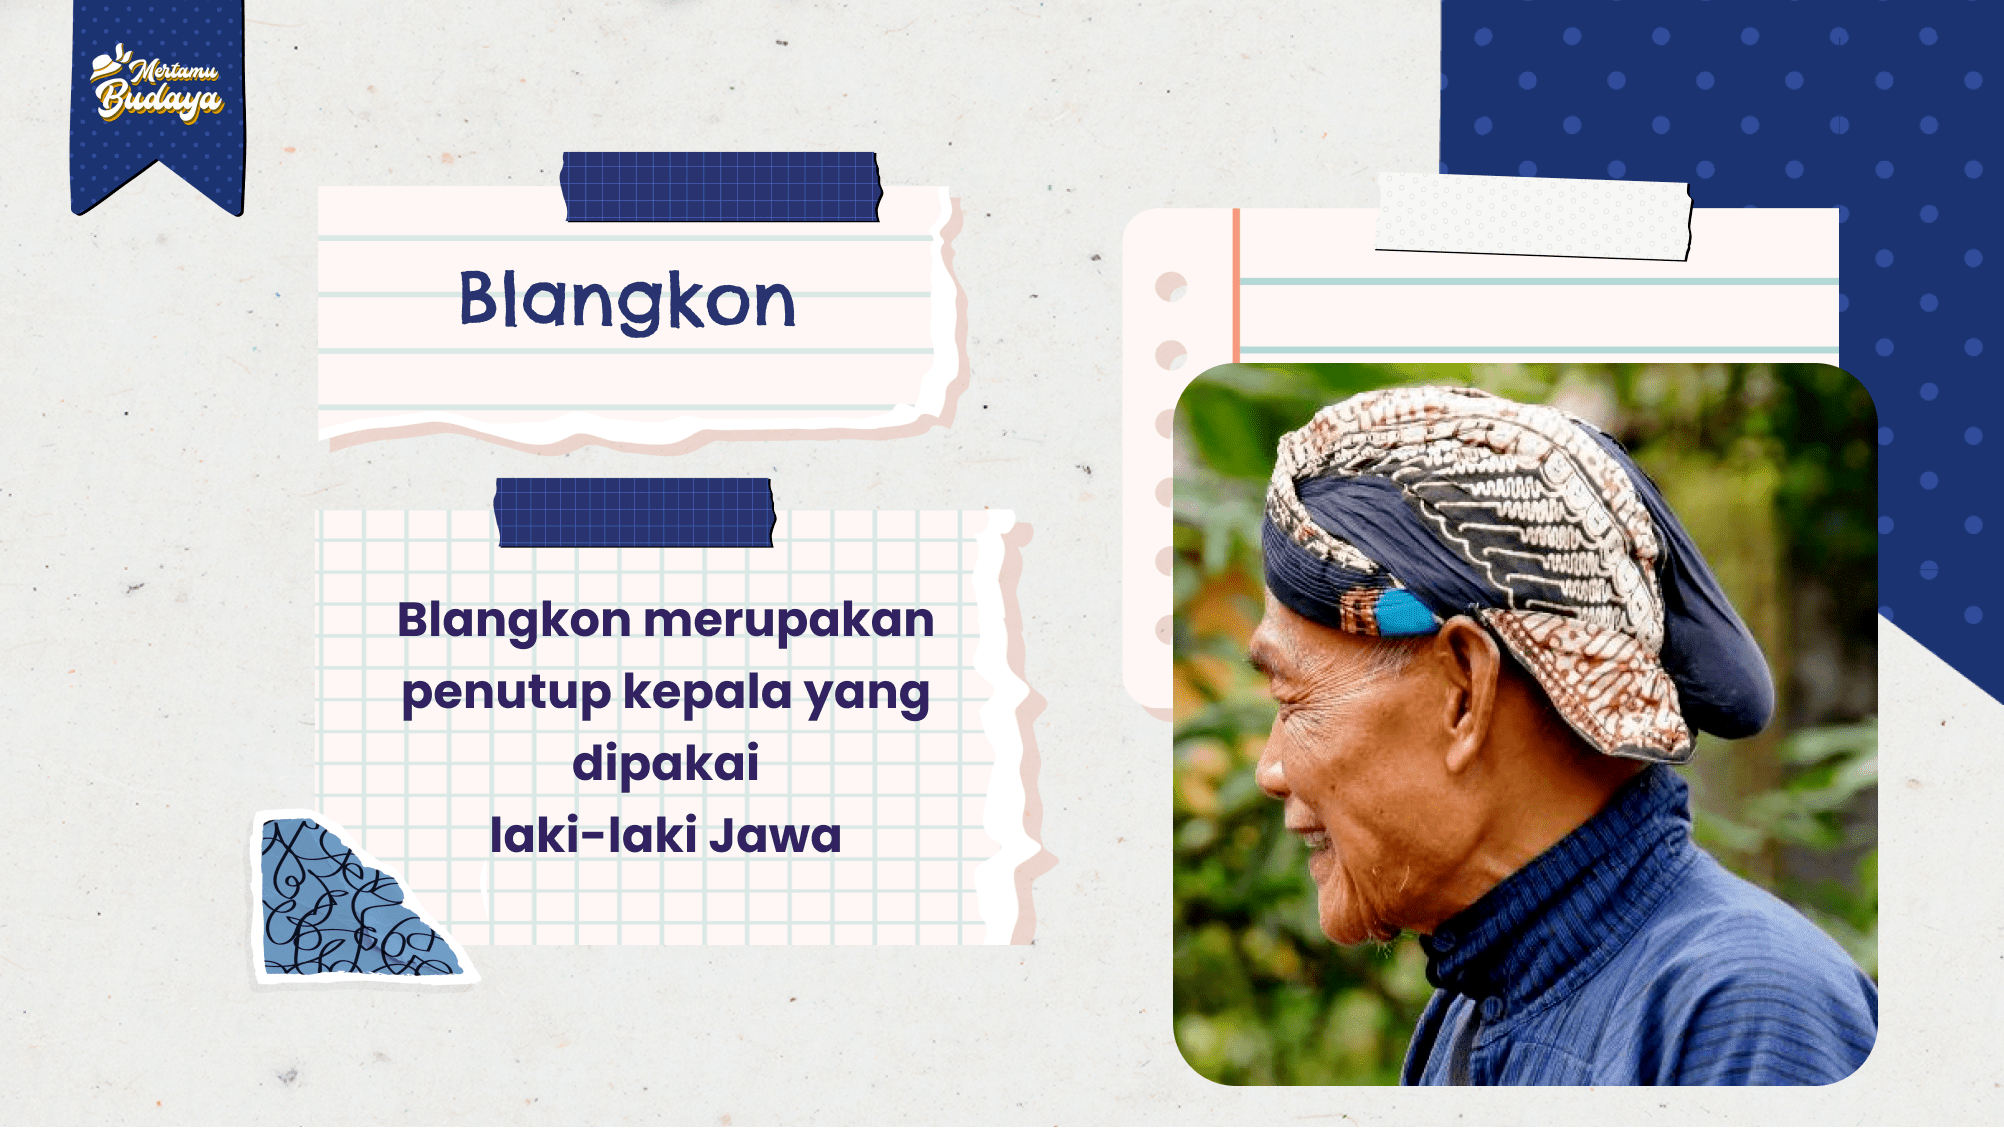 Mertamu
Budaya
Blangkon
Blangkon merupakan
penutup kepala yang
dipakai
laki-laki Jawa